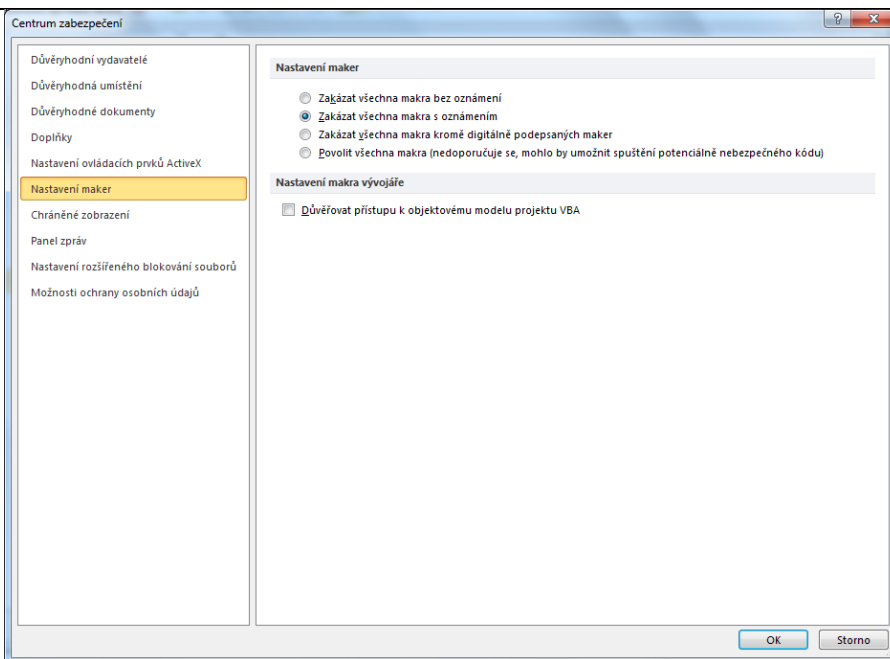 Centrum zabezpečení
Důvěryhodní vydavatelé
Důvěryhodná umístění
Důvěryhodné dokumenty
Doplňky
Nastavení ovládacích prvků ActiveX
Nastavení maker
Chráněné zobrazení
Panel zpráv
Nastavení rozšířeného blokování souborů
Možnosti ochrany osobních údajů
Nastavení maker
Zakázat všechna makra bez oznámení
Zakázat všechna makra s oznámením
Zakázat všechna makra kromě digitálně podepsaných maker
Povolit všechna makra (nedoporučuje se, mohlo by umožnit spuštění potenciálně nebezpečného kódu)
Nastavení makra vývojáře
Důvěřovat přístupu k objektovému modelu projektu VBA
OK
Storno